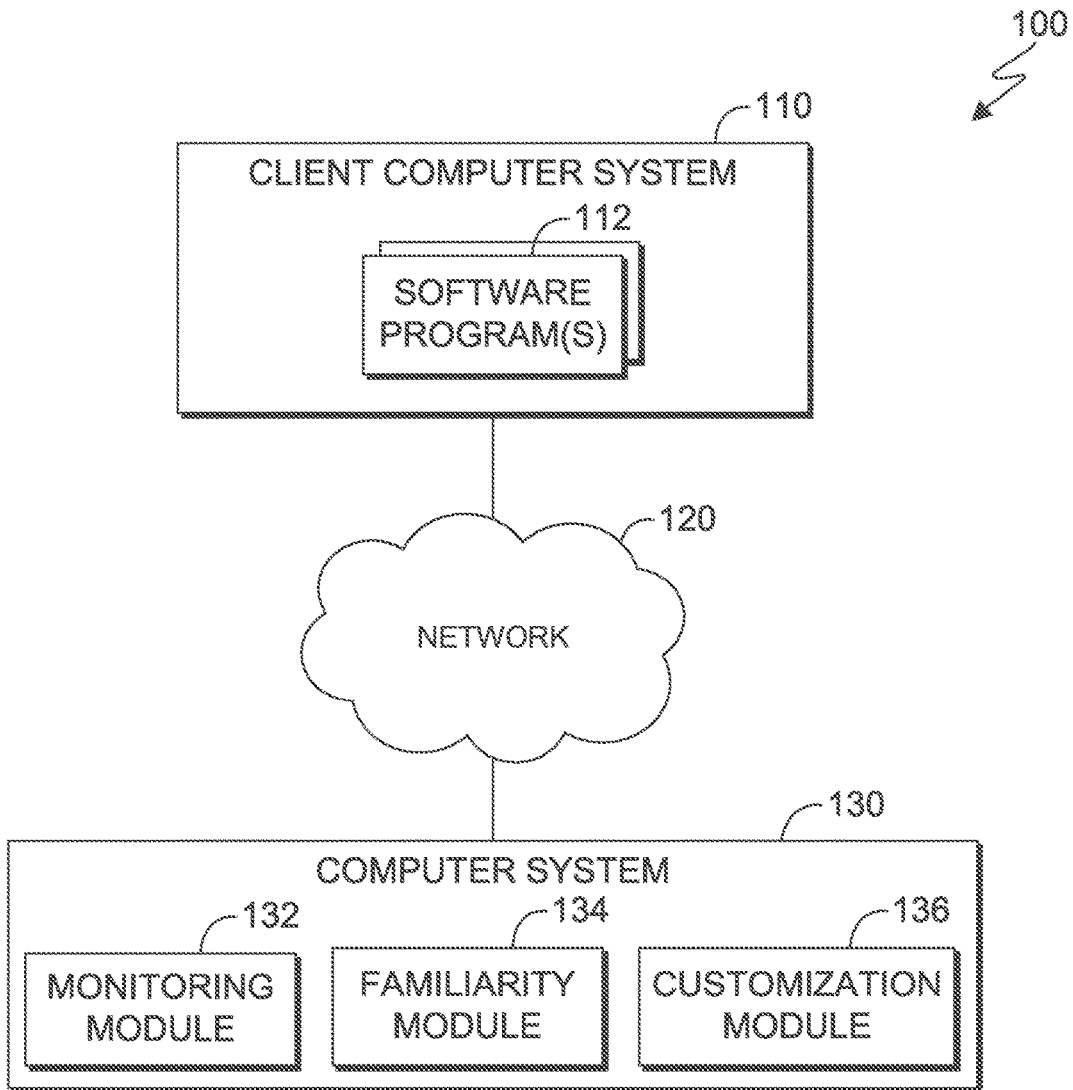 100
110
CLIENT COMPUTER SYSTEM
112
SOFTWARE
PROGRAM(S)
120
NETWORK
130
COMPUTER SYSTEM
132
134
136
MONITORING
MODULE
FAMILIARITY
MODULE
CUSTOMIZATION
MODULE